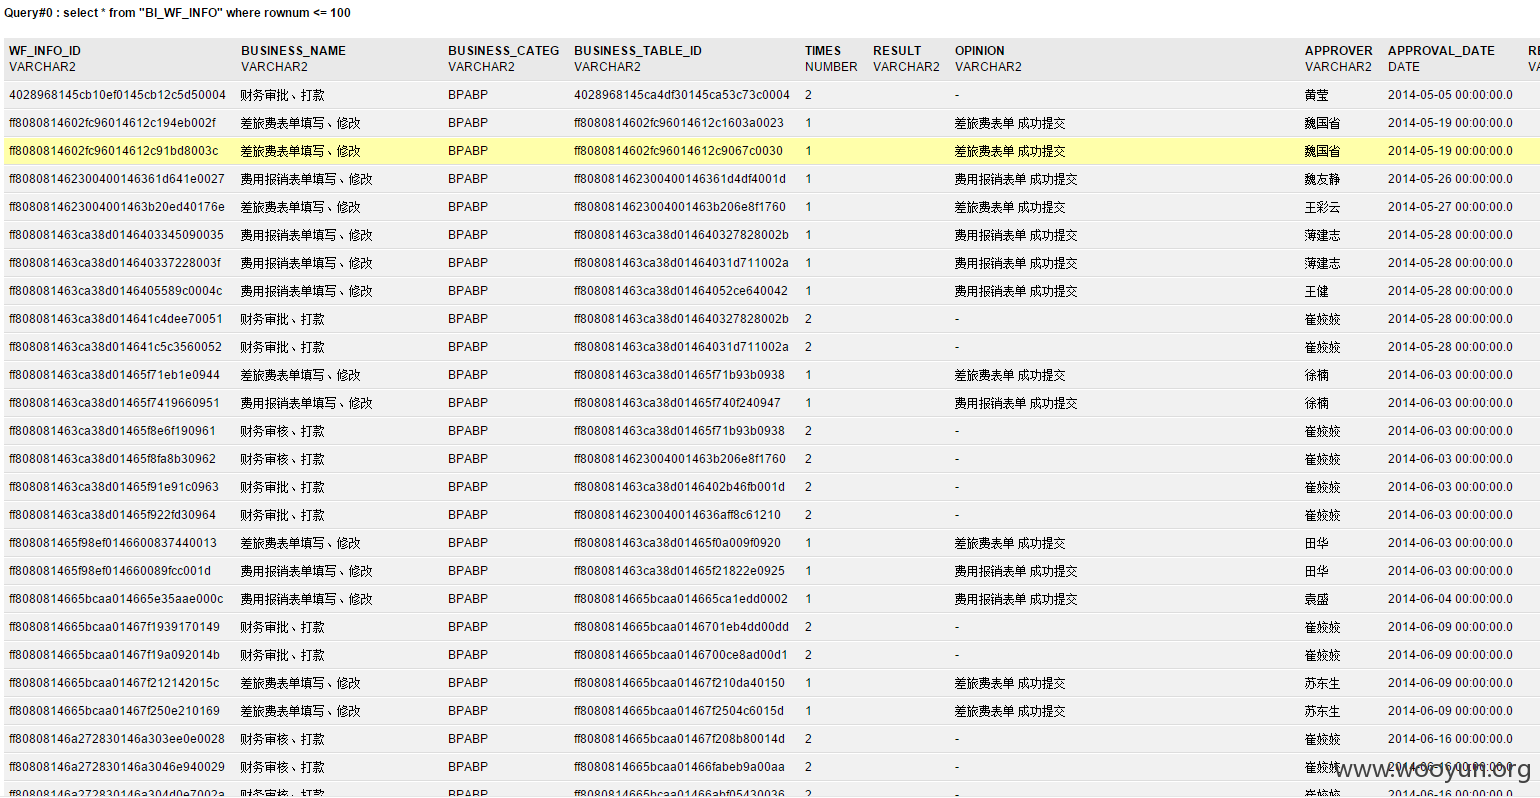 Query#0 : select * from "BI_WF_INFO" where rownum <= 100
WF_INFO_ID BUSINESS_NAME BUSINESS_CATEG BUSINESS_TABLE_ID TIMES RESULT OPINION APPROVER APPROVAL_DATE RE
VARCHAR2 VARCHAR2 VARCHAR2 VARCHAR2 NUMBER VARCHAR2 VARCHAR2 VARCHAR2 DATE VA
4028968145cb10ef0145cb12c5d50004 财务审批、打款 BPABP 4028968145ca4df30145ca53c73c0004 2 - 黄莹 2014-05-05 00:00:00.0
ff8080814602fc96014612c194eb002f 差旅费表单填写、修改 BPABP ff8080814602fc96014612c1603a0023 1 差旅费表单 成功提交 魏国省 2014-05-19 00:00:00.0
ff8080814602fc96014612c91bd8003c 差旅费表单填写、修改 BPABP ff8080814602fc96014612c9067c0030 1 差旅费表单 成功提交 魏国省 2014-05-19 00:00:00.0
ff808081462300400146361d641e0027 费用报销表单填写、修改 BPABP ff808081462300400146361d4df4001d 1 费用报销表单 成功提交 魏友静 2014-05-26 00:00:00.0
ff8080814623004001463b20ed40176e 差旅费表单填写、修改 BPABP ff8080814623004001463b206e8f1760 1 差旅费表单 成功提交 王彩云 2014-05-27 00:00:00.0
ff808081463ca38d0146403345090035 费用报销表单填写、修改 BPABP ff808081463ca38d014640327828002b 1 费用报销表单 成功提交 薄建志 2014-05-28 00:00:00.0
ff808081463ca38d014640337228003f 费用报销表单填写、修改 BPABP ff808081463ca38d01464031d711002a 1 费用报销表单 成功提交 薄建志 2014-05-28 00:00:00.0
ff808081463ca38d0146405589c0004c 费用报销表单填写、修改 BPABP ff808081463ca38d01464052ce640042 1 费用报销表单 成功提交 王健 2014-05-28 00:00:00.0
ff808081463ca38d014641c4dee70051 财务审批、打款 BPABP ff808081463ca38d014640327828002b 2 - 崔姣姣 2014-05-28 00:00:00.0
ff808081463ca38d014641c5c3560052 财务审批、打款 BPABP ff808081463ca38d01464031d711002a 2 - 崔姣姣 2014-05-28 00:00:00.0
ff808081463ca38d01465f71eb1e0944 差旅费表单填写、修改 BPABP ff808081463ca38d01465f71b93b0938 1 差旅费表单 成功提交 徐楠 2014-06-03 00:00:00.0
ff808081463ca38d01465f7419660951 费用报销表单填写、修改 BPABP ff808081463ca38d01465f740f240947 1 费用报销表单 成功提交 徐楠 2014-06-03 00:00:00.0
ff808081463ca38d01465f8e6f190961 财务审核、打款 BPABP ff808081463ca38d01465f71b93b0938 2 - 崔姣姣 2014-06-03 00:00:00.0
ff808081463ca38d01465f8fa8b30962 财务审核、打款 BPABP ff8080814623004001463b206e8f1760 2 - 崔姣姣 2014-06-03 00:00:00.0
ff808081463ca38d01465f91e91c0963 财务审批、打款 BPABP ff808081463ca38d0146402b46fb001d 2 - 崔姣姣 2014-06-03 00:00:00.0
ff808081463ca38d01465f922fd30964 财务审批、打款 BPABP ff80808146230040014636aff8c61210 2 - 崔姣姣 2014-06-03 00:00:00.0
ff808081465f98ef0146600837440013 差旅费表单填写、修改 BPABP ff808081463ca38d01465f0a009f0920 1 差旅费表单 成功提交 田华 2014-06-03 00:00:00.0
ff808081465f98ef014660089fcc001d 费用报销表单填写、修改 BPABP ff808081463ca38d01465f21822e0925 1 费用报销表单 成功提交 田华 2014-06-03 00:00:00.0
ff8080814665bcaa014665e35aae000c 费用报销表单填写、修改 BPABP ff8080814665bcaa014665ca1edd0002 1 费用报销表单 成功提交 袁盛 2014-06-04 00:00:00.0
ff8080814665bcaa01467f1939170149 财务审批、打款 BPABP ff8080814665bcaa0146701eb4dd00dd 2 - 崔姣姣 2014-06-09 00:00:00.0
ff8080814665bcaa01467f19a092014b 财务审批、打款 BPABP ff8080814665bcaa0146700ce8ad00d1 2 - 崔姣姣 2014-06-09 00:00:00.0
ff8080814665bcaa01467f212142015c 差旅费表单填写、修改 BPABP ff8080814665bcaa01467f210da40150 1 差旅费表单 成功提交 苏东生 2014-06-09 00:00:00.0
ff8080814665bcaa01467f250e210169 差旅费表单填写、修改 BPABP ff8080814665bcaa01467f2504c6015d 1 差旅费表单 成功提交 苏东生 2014-06-09 00:00:00.0
ff80808146a272830146a303ee0e0028 财务审核、打款 BPABP ff8080814665bcaa01467f208b80014d 2 - 崔姣姣 2014-06-16 00:00:00.0
ff80808146a272830146a3046e940029 财务审核、打款 BPABP ff8080814665bcaa01466fabeb9a00aa 2 - 崔姣姣 2014-06-16 00:00:00.0
ff80808146a272830146a304d0e7002a 财务审核、打款 BPABP ff8080814665bcaa01466abf05430036 2 - 崔姣姣 2014-06-16 00:00:00.0
www.wooyun.org